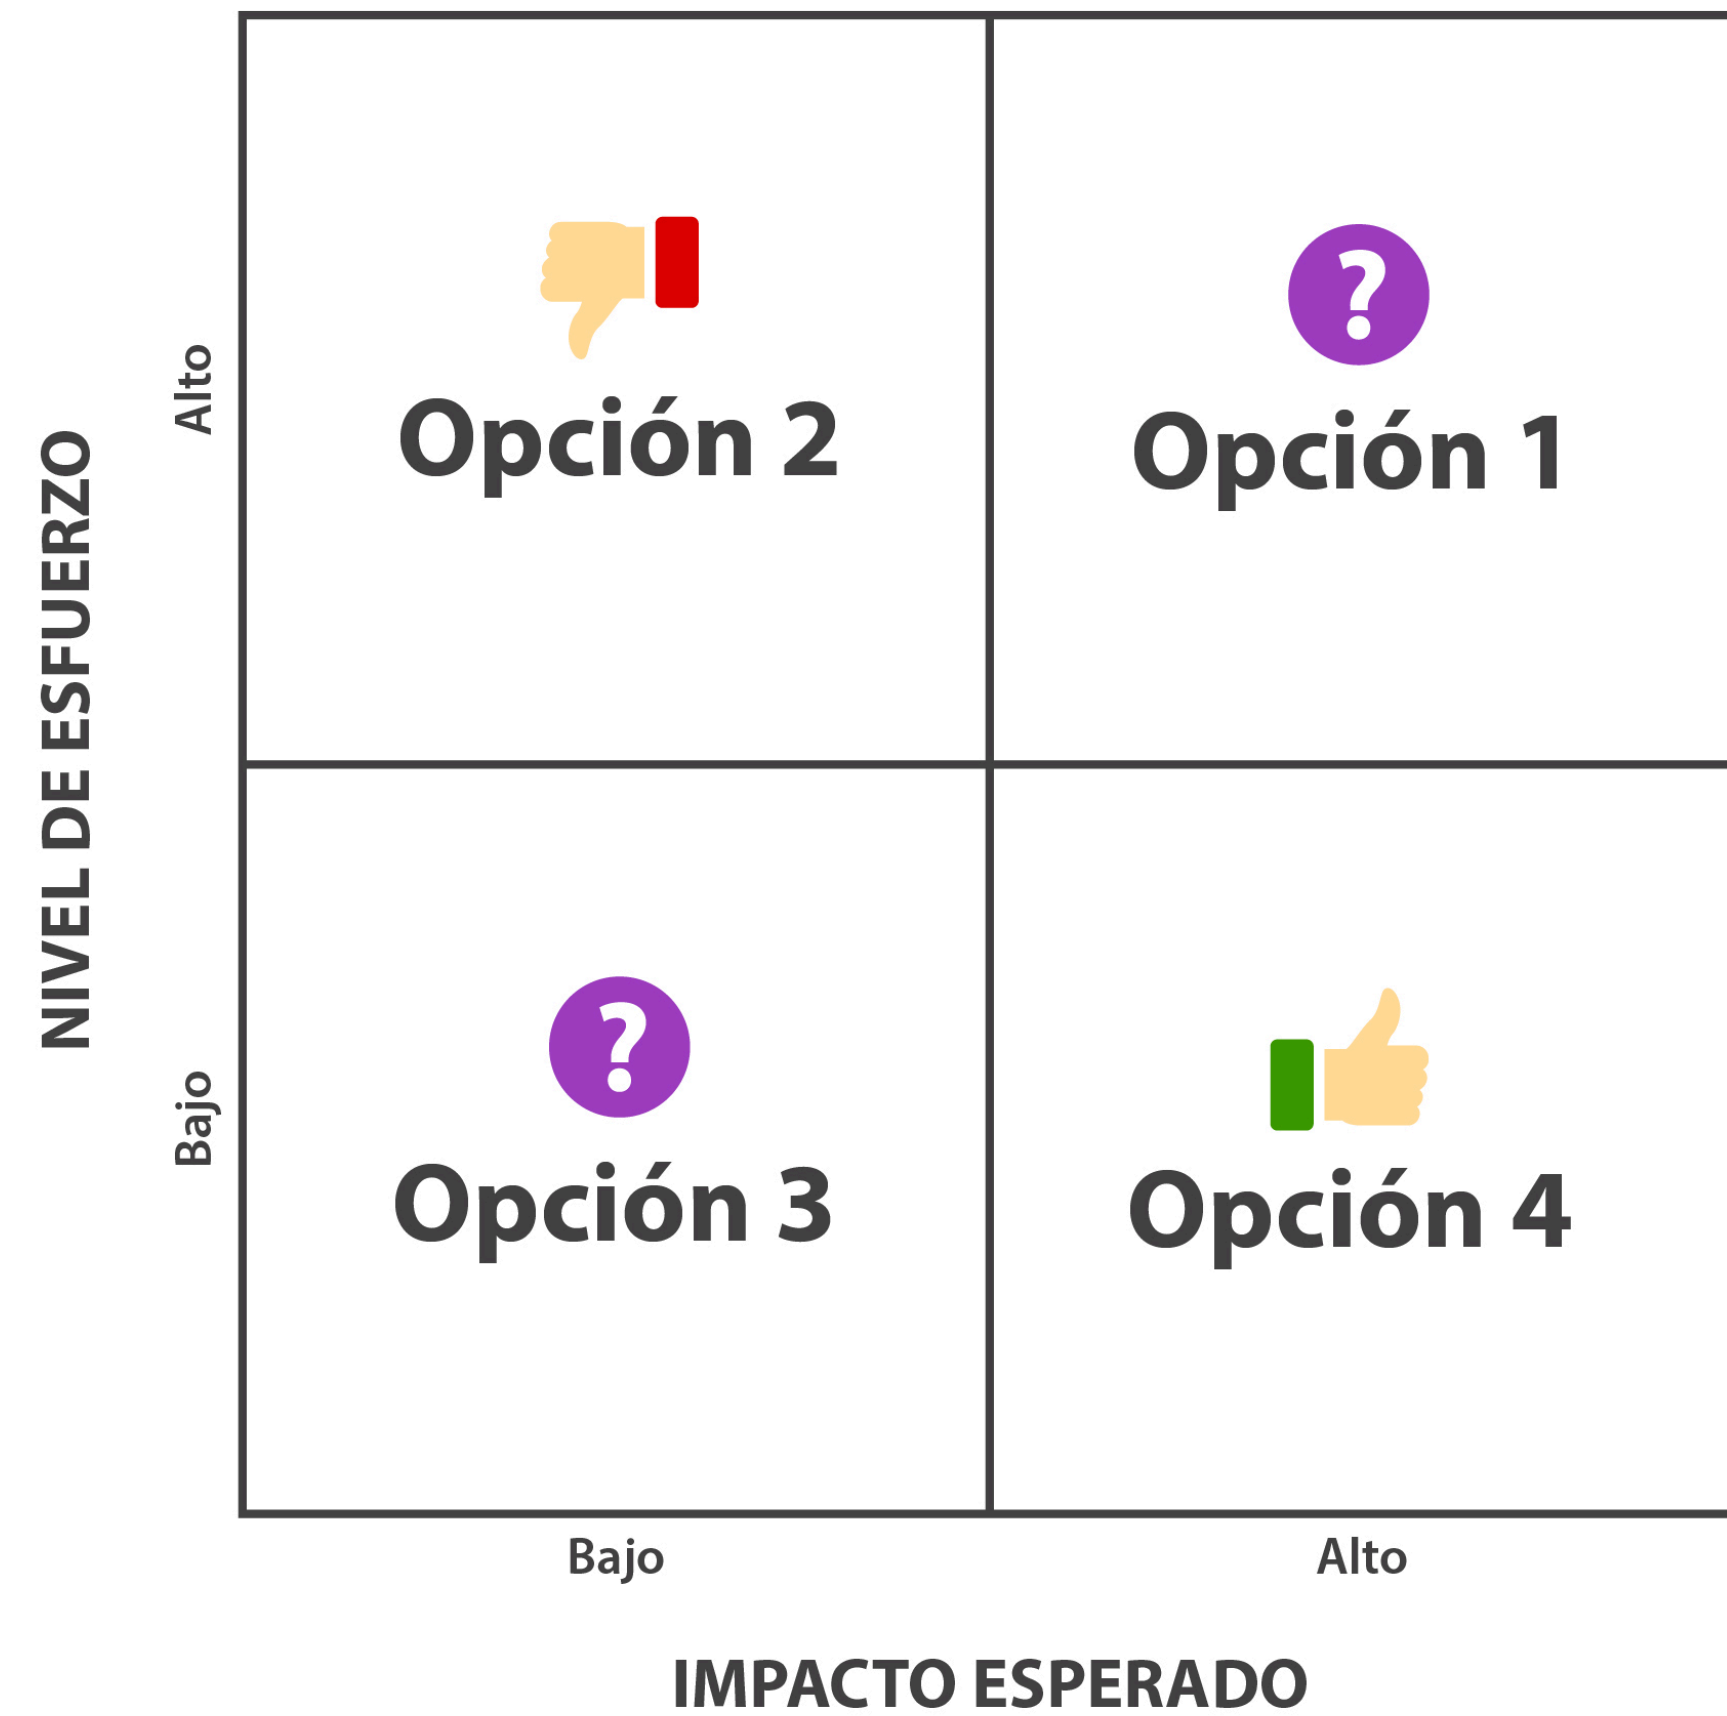 NIVEL DE ESFUERZO
Alto
Opción 2
?
Opción 1
Bajo
?
Opción 3
Opción 4
Bajo
Alto
IMPACTO ESPERADO